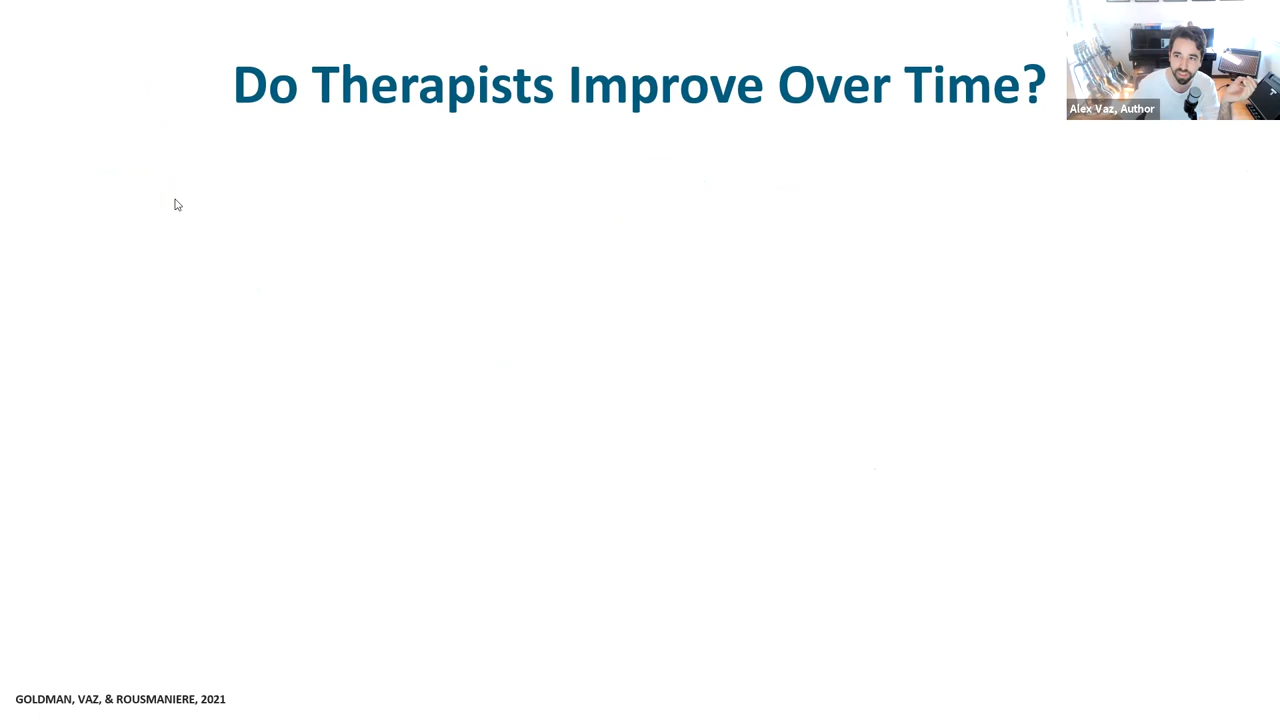 Do Therapists Improve Over Time?
Alex Vaz, Author
GOLDMAN, VAZ, & ROUSMANIERE, 2021